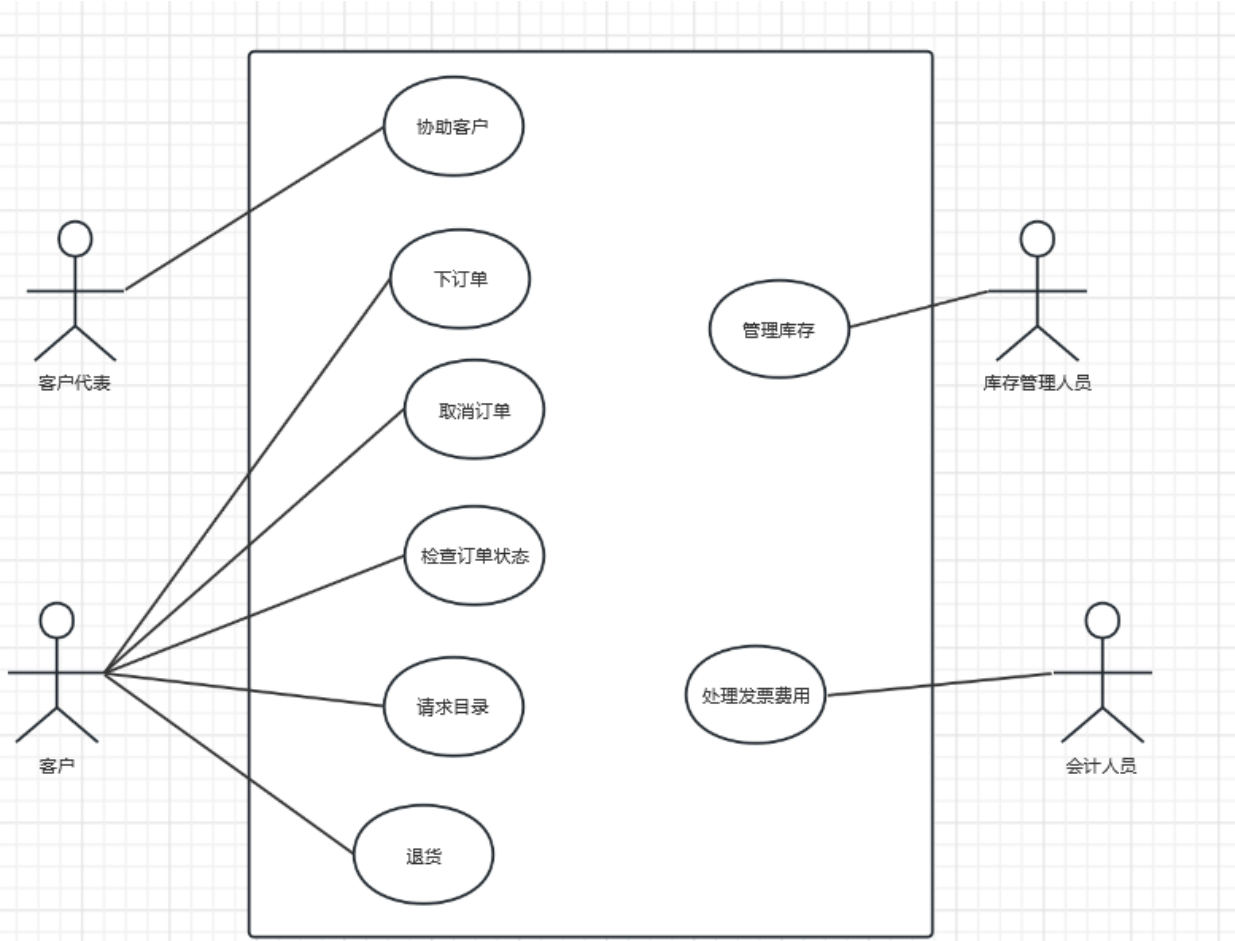 协助客户
下订单
管理库存
客户代表
库存管理人员
取消订单
检查订单状态
请求目录
处理发票费用
客户
会计人员
退货